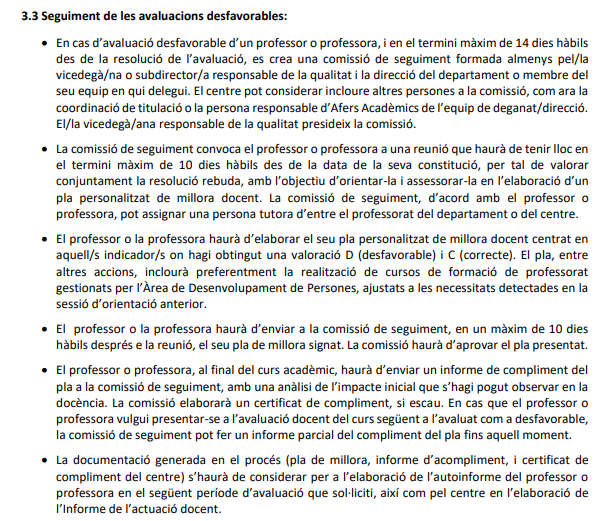 3.3 Seguiment de les avaluacions desfavorables:
• En cas d'avaluació desfavorable d'un professor o professora, i en el termini màxim de 14 dies hàbils
des de la resolució de l'avaluació, es crea una comissió de seguiment formada almenys pel/la
vicedegà/na o subdirector/a responsable de la qualitat i la direcció del departament o membre del
seu equip en qui delegui. El centre pot considerar incloure altres persones a la comissió, com ara la
coordinació de titulació o la persona responsable d'Afers Acadèmics de l'equip de deganat/direcció.
El/la vicedegà/ana responsable de la qualitat presideix la comissió.
• La comissió de seguiment convoca el professor o professora a una reunió que haurà de tenir lloc en
el termini màxim de 10 dies hàbils des de la data de la seva constitució, per tal de valorar
conjuntament la resolució rebuda, amb l'objectiu d'orientar-la i assessorar-la en l'elaboració d'un
pla personalitzat de millora docent. La comissió de seguiment, d'acord amb el professor o
professora, pot assignar una persona tutora d'entre el professorat del departament o del centre.
• El professor o la professora haurà d'elaborar el seu pla personalitzat de millora docent centrat en
aquell/s indicador/s on hagi obtingut una valoració D (desfavorable) i C (correcte). El pla, entre
altres accions, inclourà preferentment la realització de cursos de formació de professorat
gestionats per l'Àrea de Desenvolupament de Persones, ajustats a les necessitats detectades en la
sessió d'orientació anterior.
• El professor o la professora haurà d'enviar a la comissió de seguiment, en un màxim de 10 dies
hàbils després e la reunió, el seu pla de millora signat. La comissió haurà d'aprovar el pla presentat.
• El professor o professora, al final del curs acadèmic, haurà d'enviar un informe de compliment del
pla a la comissió de seguiment, amb una anàlisi de l'impacte inicial que s'hagi pogut observar en la
docència. La comissió elaborarà un certificat de compliment, si escau. En cas que el professor o
professora vulgui presentar-se a l'avaluació docent del curs següent a l'avaluat com a desfavorable,
la comissió de seguiment pot fer un informe parcial del compliment del pla fins aquell moment.
• La documentació generada en el procés (pla de millora, informe d'acompliment, i certificat de
compliment del centre) s'haurà de considerar per a l'elaboració de l'autoinforme del professor o
professora en el següent període d'avaluació que sol·liciti, així com pel centre en l'elaboració de
l'Informe de l'actuació docent.